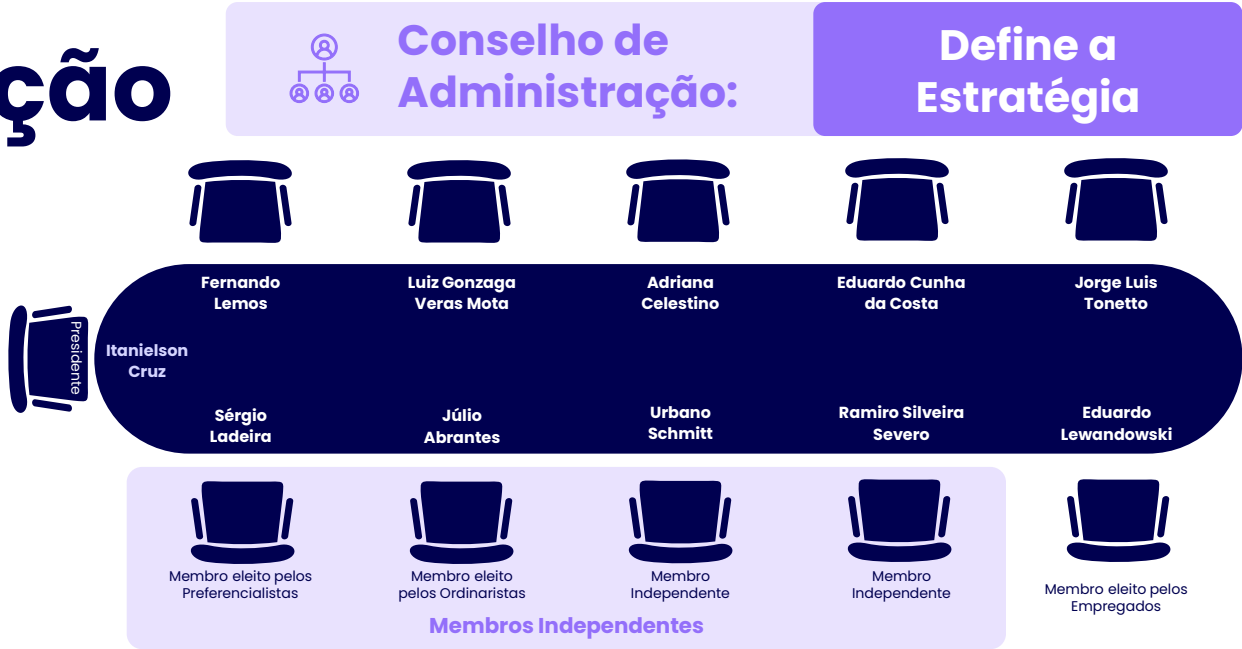 ção
Conselho de
Administração:
Define a
Estratégia
Fernando
Lemos
Luiz Gonzaga
Veras Mota
Adriana
Celestino
Eduardo Cunha
da Costa
Jorge Luis
Tonetto
Presidente
Itanielson
Cruz
Sérgio
Ladeira
Júlio
Abrantes
Urbano
Schmitt
Ramiro Silveira
Severo
Eduardo
Lewandowski
Membro eleito pelos
Preferencialistas
Membro eleito
pelos Ordinaristas
Membro
Independente
Membro
Independente
Membro eleito pelos
Empregados
Membros Independentes